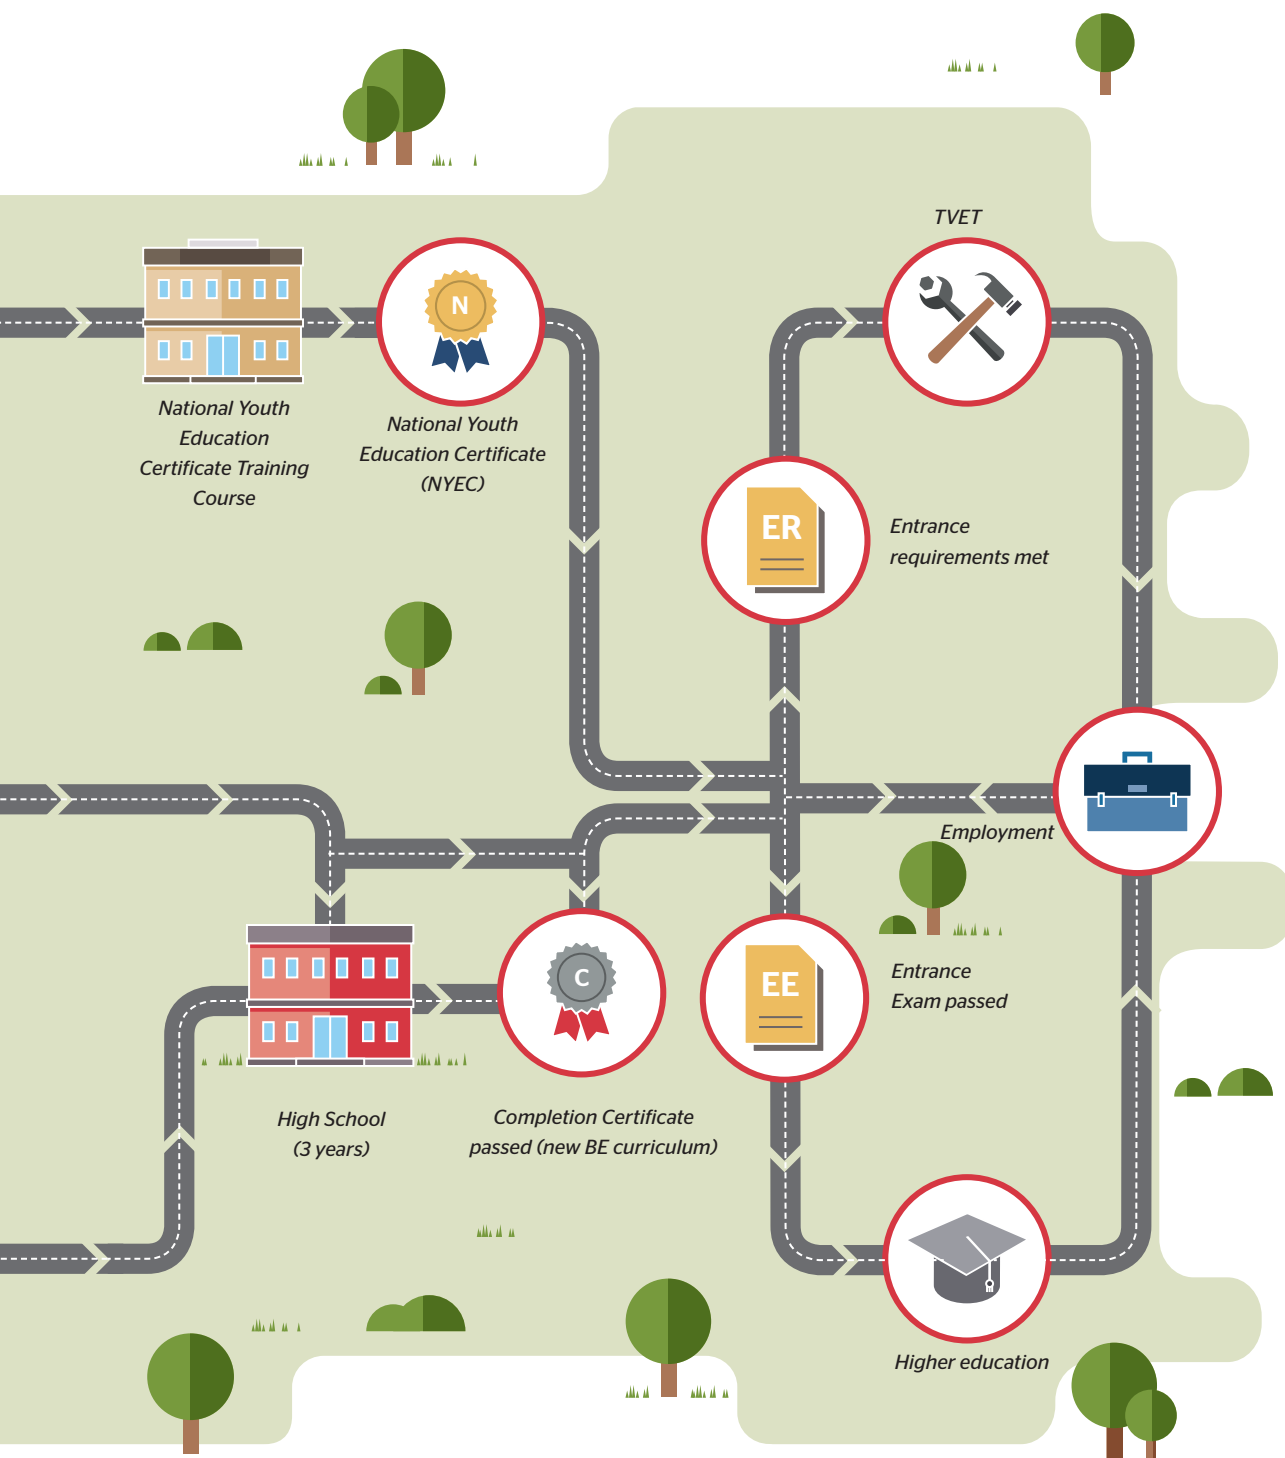 TVET
N
National Youth
Education
Certificate Training
Course
National Youth
Education Certificate
(NYEC)
ER
Entrance
requirements met
Employment
C
EE
Entrance
Exam passed
High School
(3 years)
Completion Certificate
passed (new BE curriculum)
Higher education